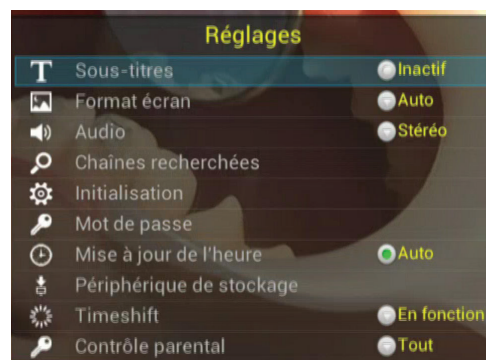 Réglages
Sous-titres Inactif
Format écran Auto
Audio Stéréo
Chaînes recherchées
Initialisation
Mot de passe
Mise à jour de l'heure Auto
Périphérique de stockage
Timeshift En fonction
Contrôle parental Tout